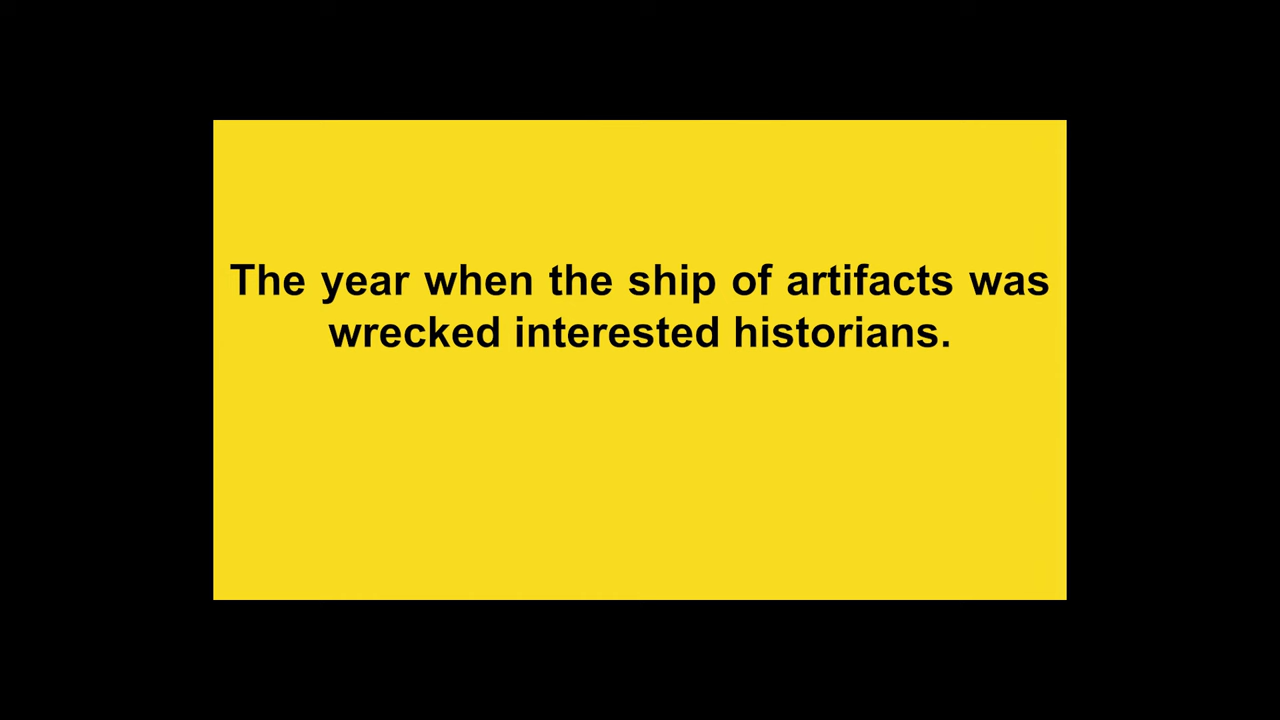 The year when the ship of artifacts was
wrecked interested historians.